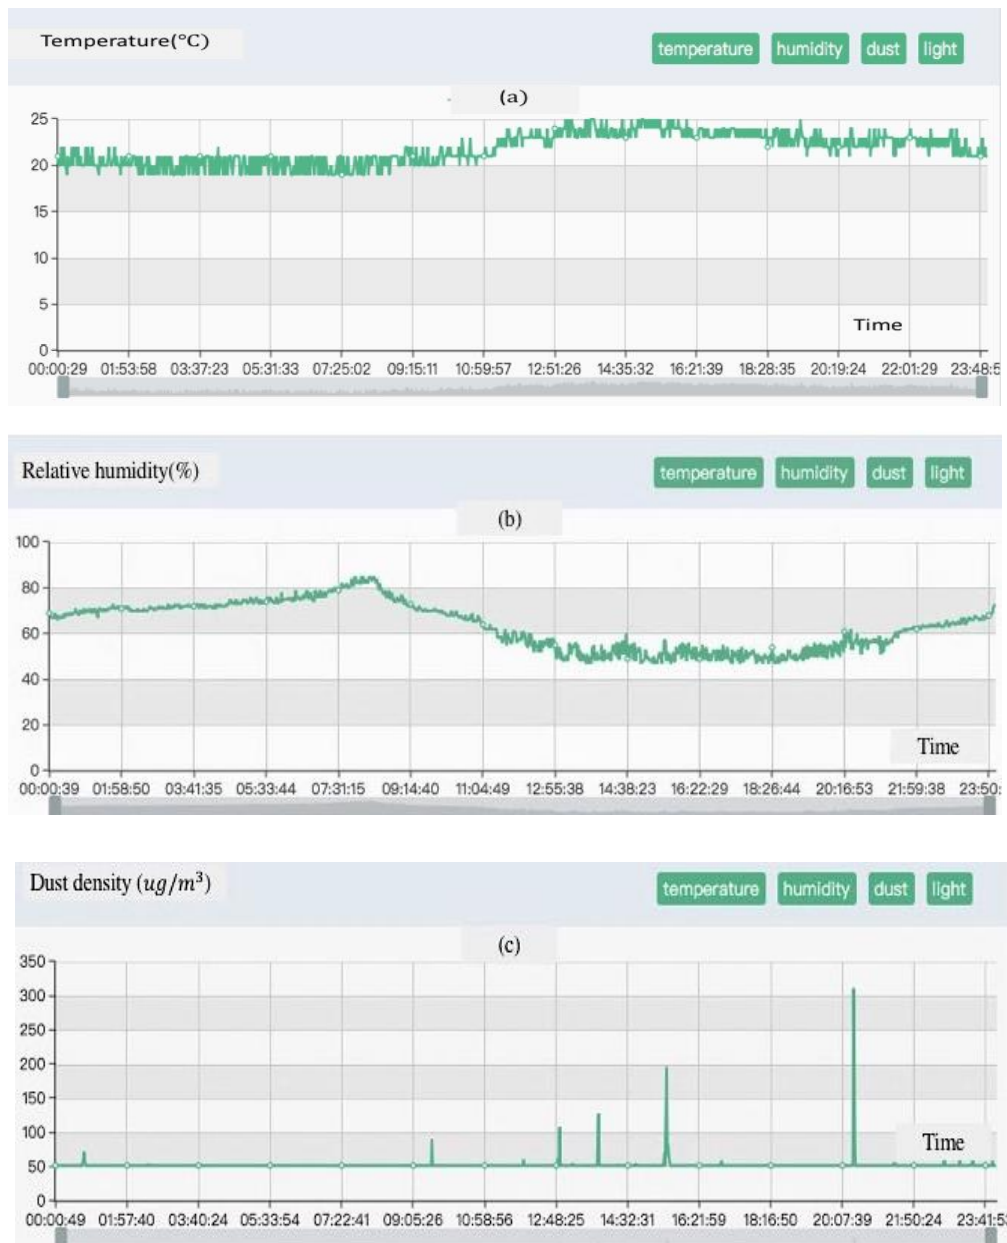 Temperature(°C)
temperature humidity dust light
(a)
25
20
15
10
5
0
Time
00:00:29 01:53:58 03:37:23 05:31:33 07:25:02 09:15:11 10:59:57 12:51:26 14:35:32 16:21:39 18:28:35 20:19:24 22:01:29 23:48:5
Relative humidity(%)
temperature humidity dust light
(b)
100
80
60
40
20
0
Time
00:00:39 01:58:50 03:41:35 05:33:44 07:31:15 09:14:40 11:04:49 12:55:38 14:38:23 16:22:29 18:26:44 20:16:53 21:59:38 23:50:
Dust density (ug/m³)
temperature humidity dust light
(c)
350
300
250
200
150
100
50
0
Time
00:00:49 01:57:40 03:40:24 05:33:54 07:22:41 09:05:26 10:58:56 12:48:25 14:32:31 16:21:59 18:16:50 20:07:39 21:50:24 23:41:5